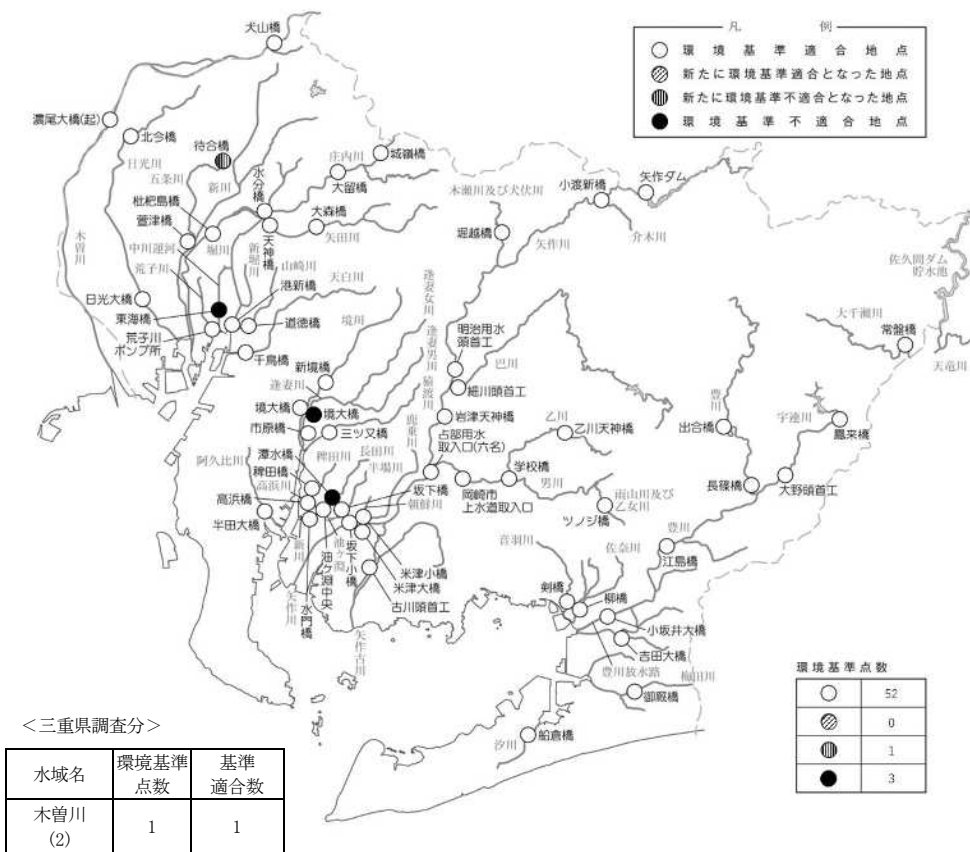 凡例
環境基準適合地点
新たに環境基準適合となった地点
新たに環境基準不適合となった地点
環境基準不適合地点
犬山橋
濃尾大橋(起)
北今橋
待合橋
城嶺橋
庄内川
大留橋
日光川
五条川
新川
水分橋
枇杷島橋
萱津橋
堀川
天神橋
大森橋
矢田川
木曽川
中川運河
荒子川
新堀川
山崎川
天白川
港新橋
日光大橋
東海橋
荒子川
ポンプ所
道徳橋
千鳥橋
境川
木瀬川及び犬伏川
小渡新橋
矢作ダム
堀越橋
矢作川
介木川
佐久間ダム
貯水池
大千瀬川
常盤橋
天竜川
逢妻女川
逢妻男川
猿渡川
明治用水
頭首工
巴川
細川頭首工
新境橋
逢妻川
境大橋
境大橋
市原橋
三ツ又橋
鹿乗川
岩津天神橋
占部用水
取入口(六名)
乙川
乙川天神橋
豊川
出合橋
宇連川
鳳来橋
長篠橋
大野頭首工
阿久比川
潭水橋
稗田川
長田川
半場川
稗田橋
高浜川
高浜橋
半田大橋
坂下橋
朝鮮川
岡崎市
上水道取入口
学校橋
男川
雨山川及び
乙女川
ツノジ橋
新川
油ヶ淵
油ヶ淵中央
坂下小橋
米津小橋
米津大橋
古川頭首工
矢作川
水門橋
矢作古川
音羽川
佐奈川
豊川
江島橋
剣橋
柳橋
小坂井大橋
吉田大橋
豊川放水路
梅田川
御厩橋
汐川
船倉橋
環境基準点数
52
0
1
3
＜三重県調査分＞
水域名 環境基準点数 基準適合数
木曽川(2) 1 1